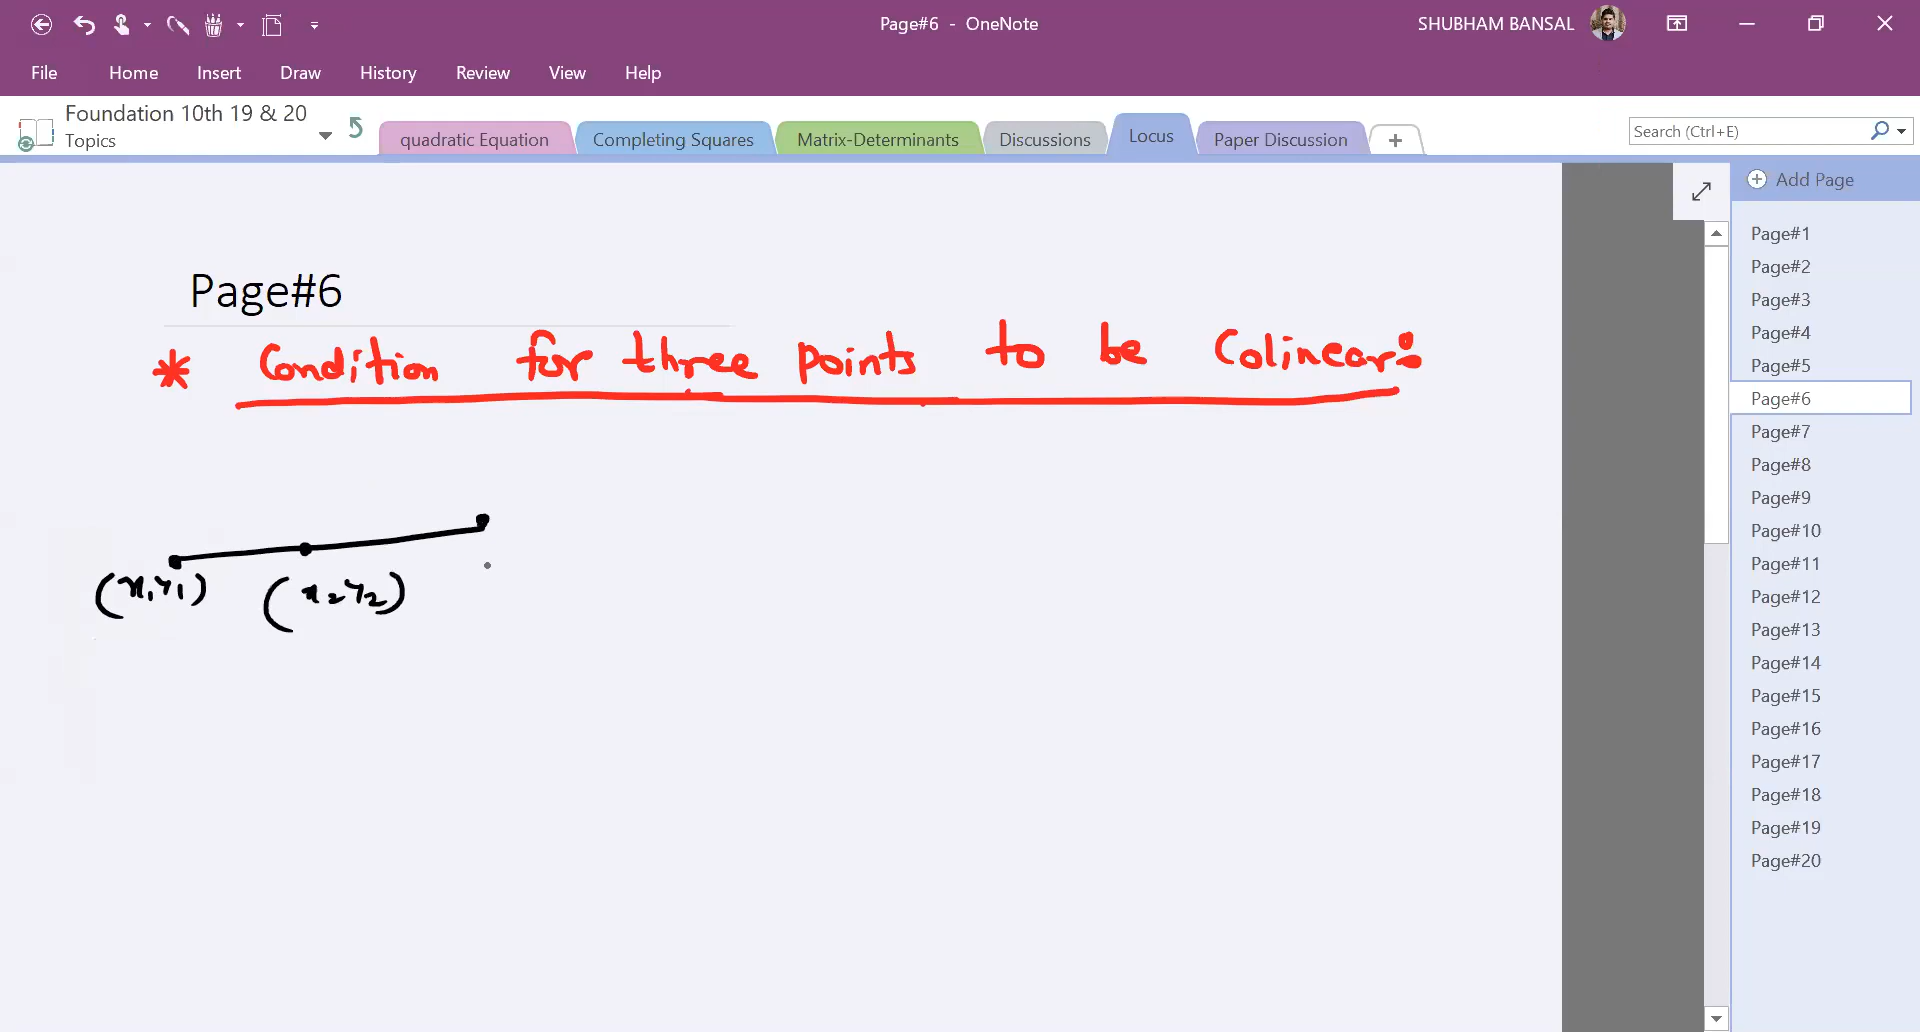 Page#6 - OneNote
SHUBHAM BANSAL
File Home Insert Draw History Review View Help
Foundation 10th 19 & 20
Topics
quadratic Equation Completing Squares Matrix-Determinants Discussions Locus Paper Discussion +
Search (Ctrl+E)
Add Page
Page#1
Page#2
Page#3
Page#4
Page#5
Page#6
Page#7
Page#8
Page#9
Page#10
Page#11
Page#12
Page#13
Page#14
Page#15
Page#16
Page#17
Page#18
Page#19
Page#20
Page#6
* Condition for three points to be Colinear:
(x₁y₁) (x₂y₂)